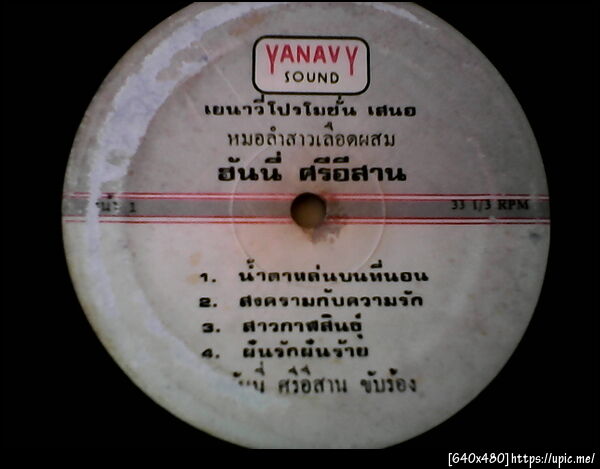 YANAVY
SOUND
เยนาวี่โปรโมชั่น เสนอ
หมอลำสาวเลือดผสม
ฮันนี่ ศรีอีสาน
1
33 1/3 RPM
1. น้ำตาหล่นบนที่นอน
2. สงครามกับความรัก
3. สาวกาฬสินธุ์
4. ฝันรักฝันร้าย
ศรีอีสาน ขับร้อง
[640x480]https://upic.me/